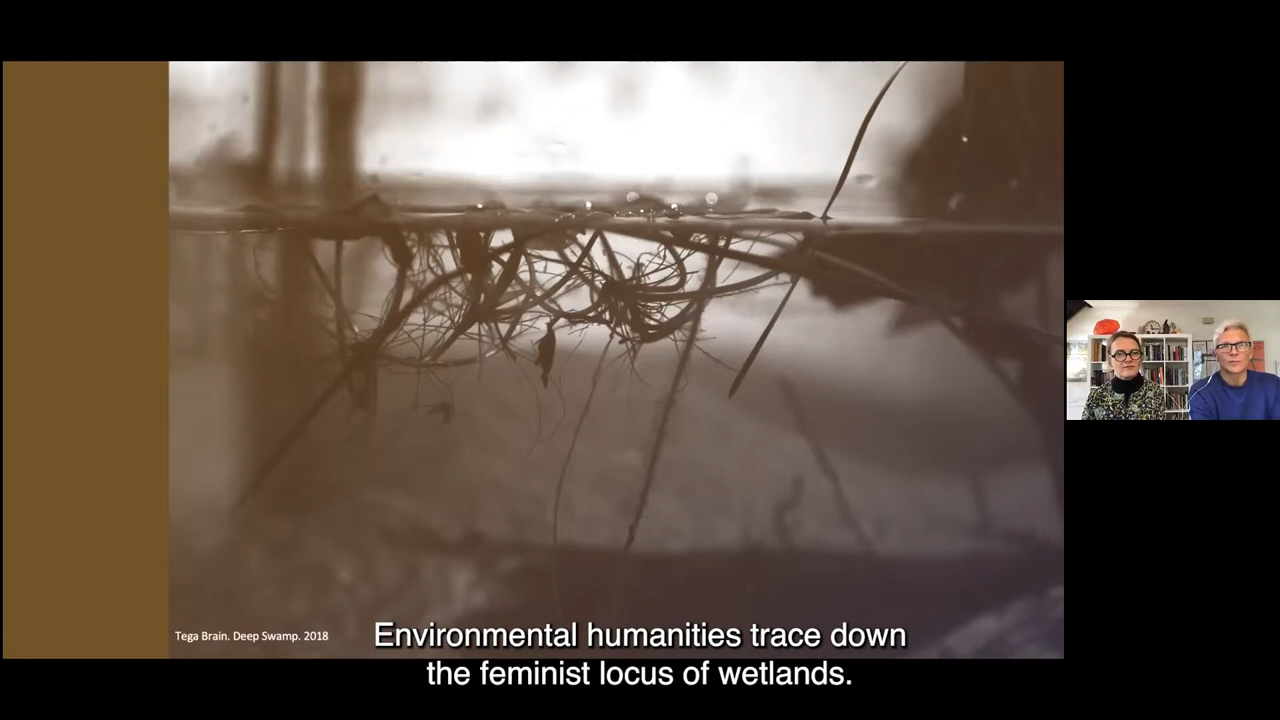 Tega Brain. Deep Swamp. 2018
Environmental humanities trace down
the feminist locus of wetlands.